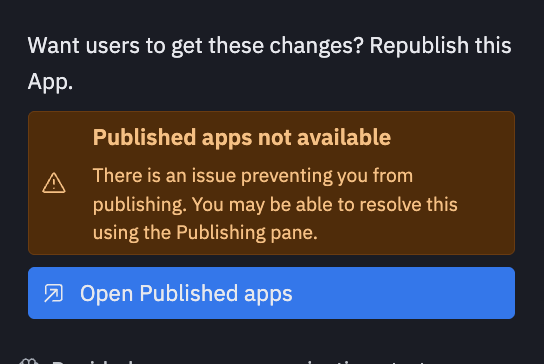 Want users to get these changes? Republish this
App.
Published apps not available
There is an issue preventing you from
publishing. You may be able to resolve this
using the Publishing pane.
Open Published apps